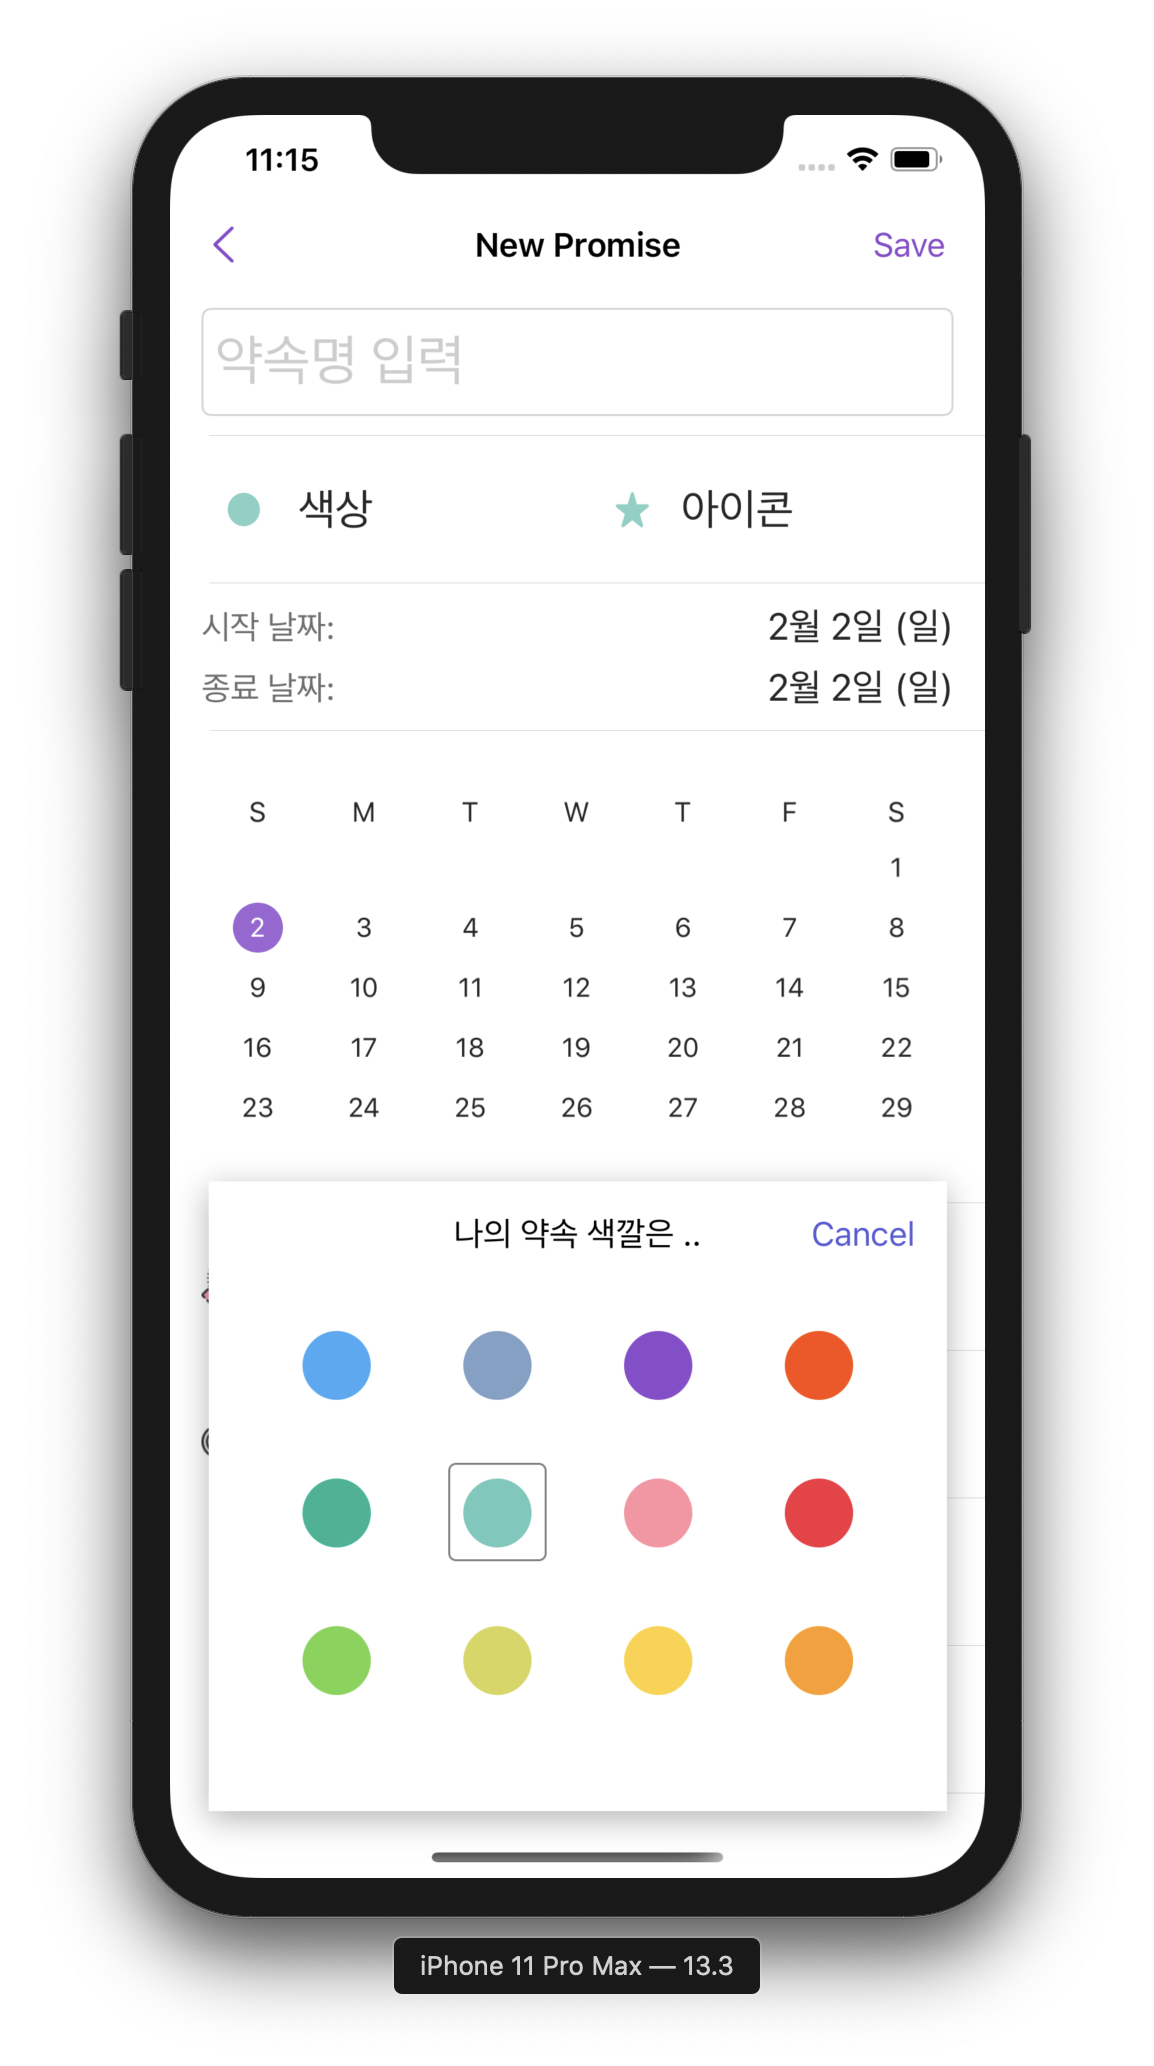 11:15
New Promise Save
약속명 입력
색상 아이콘
시작 날짜: 2월 2일 (일)
종료 날짜: 2월 2일 (일)
S M T W T F S
1
2 3 4 5 6 7 8
9 10 11 12 13 14 15
16 17 18 19 20 21 22
23 24 25 26 27 28 29
나의 약속 색깔은 .. Cancel
iPhone 11 Pro Max — 13.3